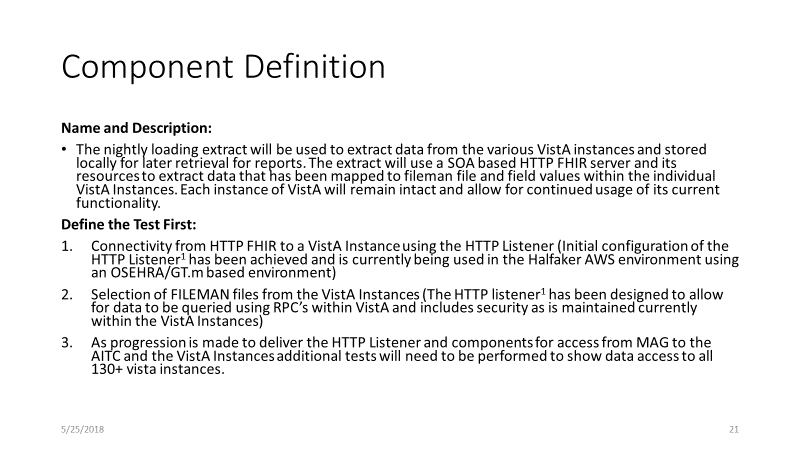 Component Definition
Name and Description:
• The nightly loading extract will be used to extract data from the various VistA instances and stored
locally for later retrieval for reports. The extract will use a SOA based HTTP FHIR server and its
resources to extract data that has been mapped to fileman file and field values within the individual
VistA Instances. Each instance of VistA will remain intact and allow for continued usage of its current
functionality.
Define the Test First:
1. Connectivity from HTTP FHIR to a VistA Instance using the HTTP Listener (Initial configuration of the
HTTP Listener¹ has been achieved and is currently being used in the Halfaker AWS environment using
an OSEHRA/GT.m based environment)
2. Selection of FILEMAN files from the VistA Instances (The HTTP listener¹ has been designed to allow
for data to be queried using RPC's within VistA and includes security as is maintained currently
within the VistA Instances)
3. As progression is made to deliver the HTTP Listener and components for access from MAG to the
AITC and the VistA Instances additional tests will need to be performed to show data access to all
130+ vista instances.
5/25/2018
21